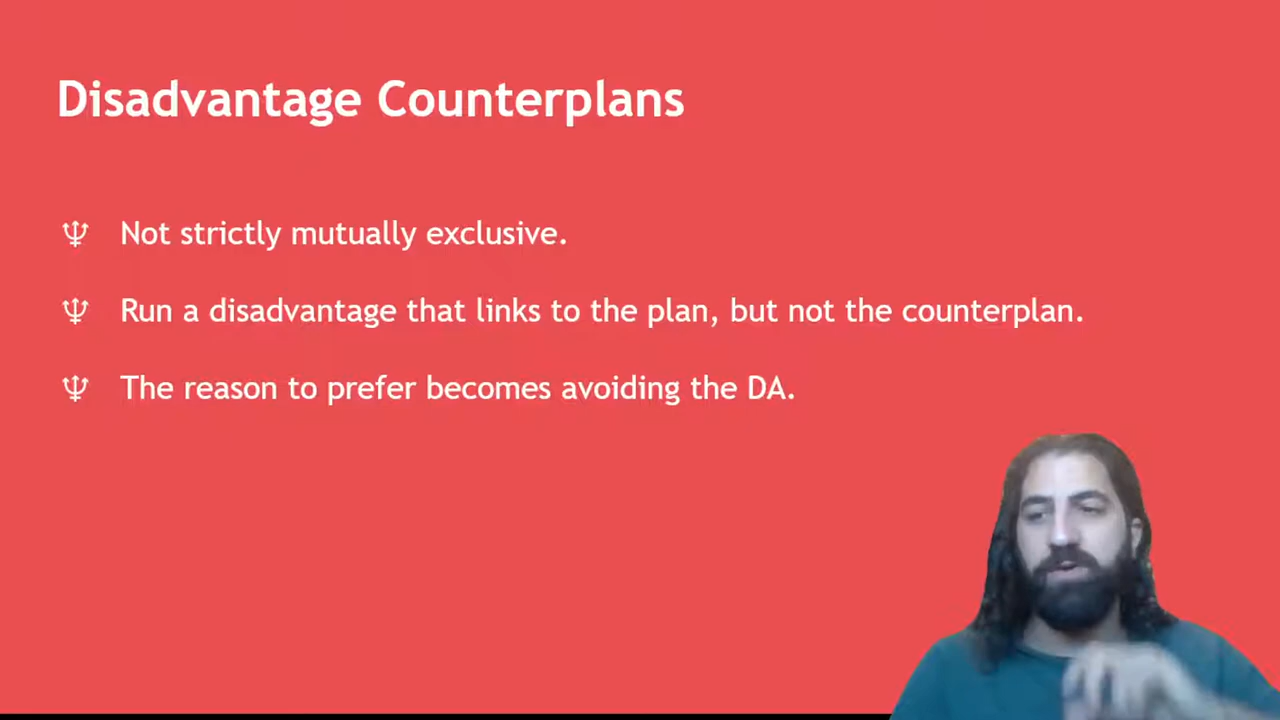 Disadvantage Counterplans
Not strictly mutually exclusive.
Run a disadvantage that links to the plan, but not the counterplan.
The reason to prefer becomes avoiding the DA.